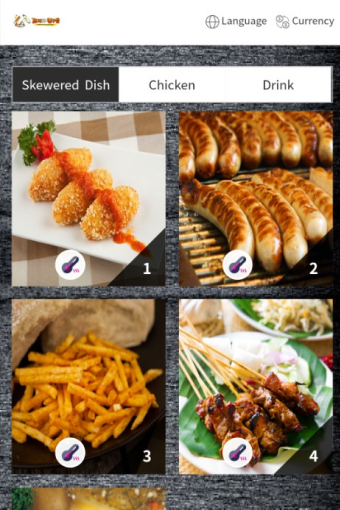 Language
Currency
Skewered Dish
Chicken
Drink
1
2
3
4